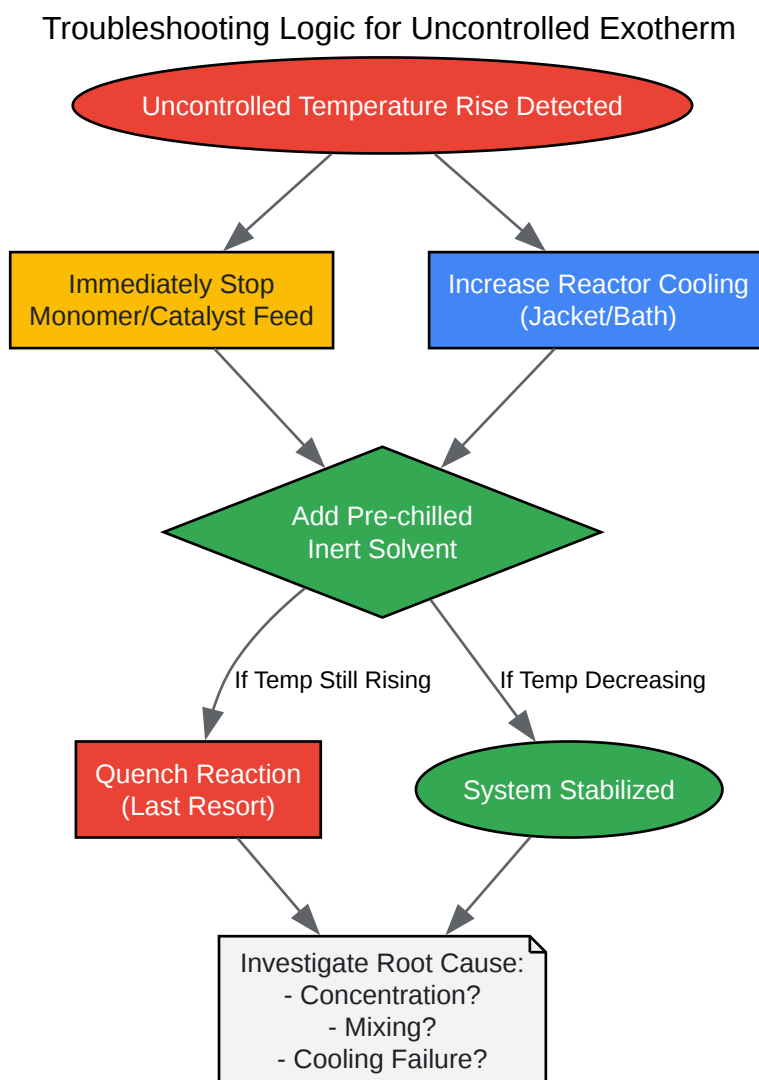 Troubleshooting Logic for Uncontrolled Exotherm
Uncontrolled Temperature Rise Detected
Immediately Stop
Monomer/Catalyst Feed
Increase Reactor Cooling
(Jacket/Bath)
Add Pre-chilled
Inert Solvent
If Temp Still Rising
If Temp Decreasing
Quench Reaction
(Last Resort)
System Stabilized
Investigate Root Cause:
- Concentration?
- Mixing?
- Cooling Failure?